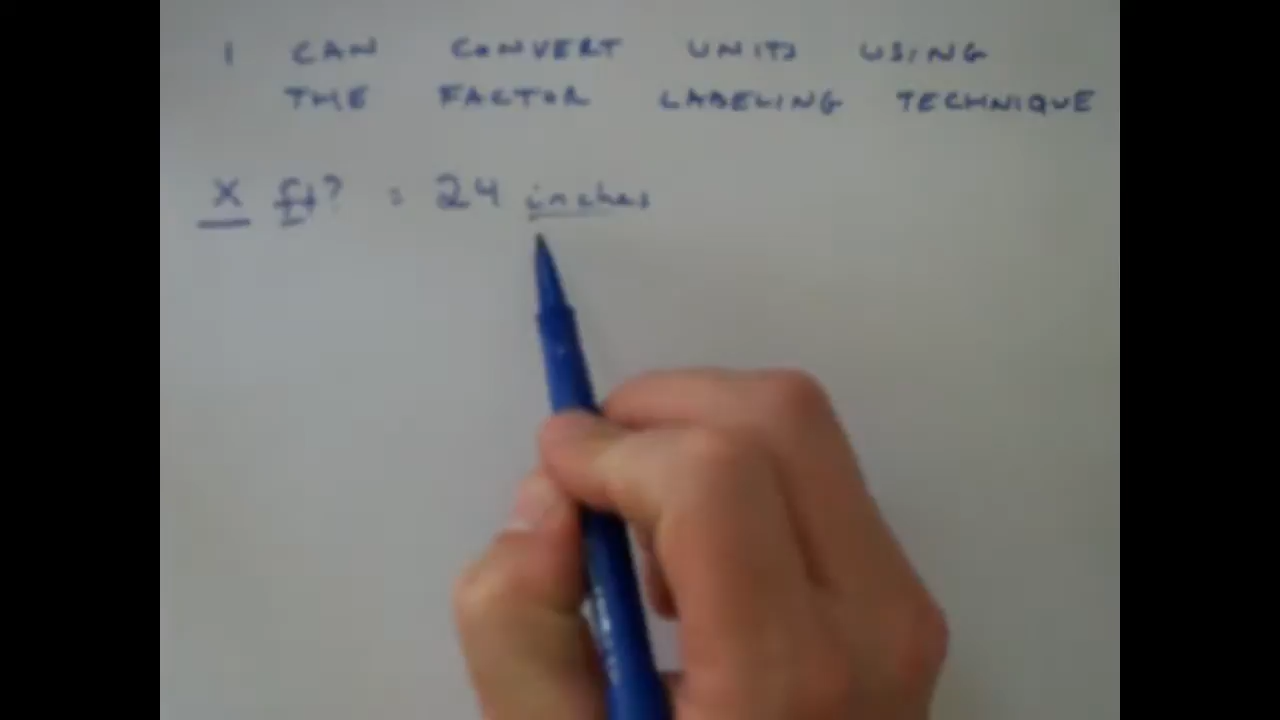 I CAN CONVERT UNITS USING
THE FACTOR LABELING TECHNIQUE
X ft? = 24 inches